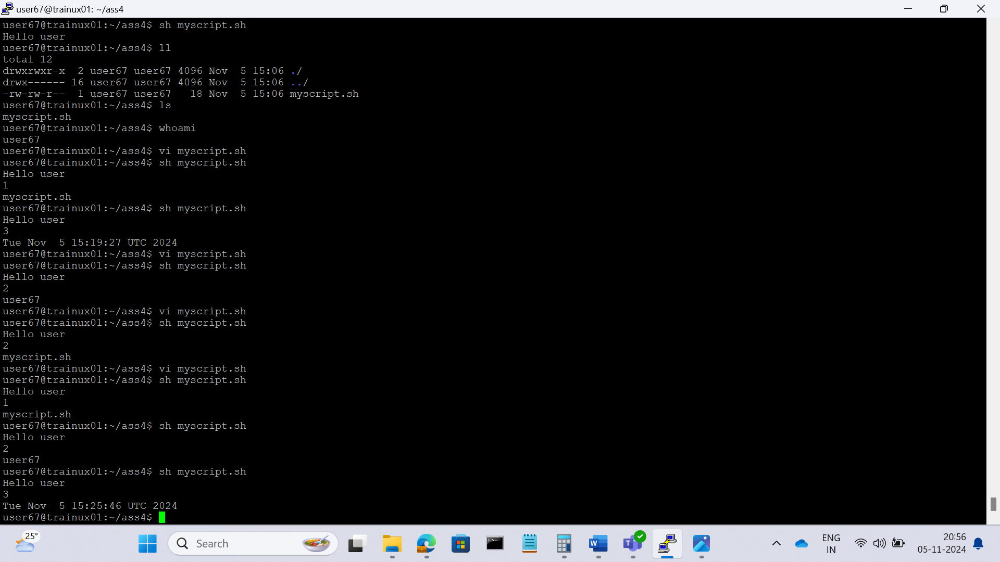 user67@trainux01: ~/ass4
user67@trainux01:~/ass4$ sh myscript.sh
Hello user
user67@trainux01:~/ass4$ ll
total 12
drwxrwxr-x  2 user67 user67 4096 Nov  5 15:06 ./
drwx------ 16 user67 user67 4096 Nov  5 15:06 ../
-rw-rw-r--  1 user67 user67   18 Nov  5 15:06 myscript.sh
user67@trainux01:~/ass4$ ls
myscript.sh
user67@trainux01:~/ass4$ whoami
user67
user67@trainux01:~/ass4$ vi myscript.sh
user67@trainux01:~/ass4$ sh myscript.sh
Hello user
1
myscript.sh
user67@trainux01:~/ass4$ sh myscript.sh
Hello user
3
Tue Nov  5 15:19:27 UTC 2024
user67@trainux01:~/ass4$ vi myscript.sh
user67@trainux01:~/ass4$ sh myscript.sh
Hello user
2
user67
user67@trainux01:~/ass4$ vi myscript.sh
user67@trainux01:~/ass4$ sh myscript.sh
Hello user
2
myscript.sh
user67@trainux01:~/ass4$ vi myscript.sh
user67@trainux01:~/ass4$ sh myscript.sh
Hello user
1
myscript.sh
user67@trainux01:~/ass4$ sh myscript.sh
Hello user
2
user67
user67@trainux01:~/ass4$ sh myscript.sh
Hello user
3
Tue Nov  5 15:25:46 UTC 2024
user67@trainux01:~/ass4$
25°
Search
ENG
IN
20:56
05-11-2024